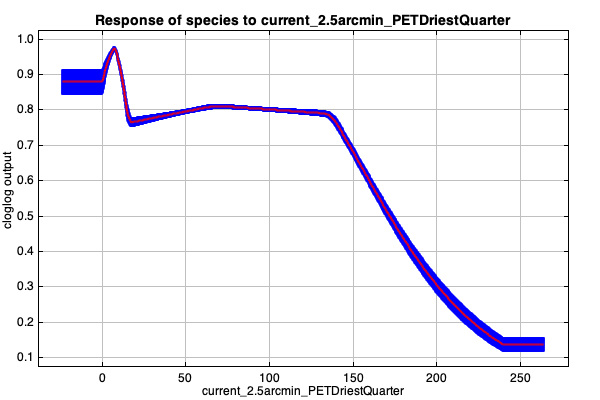 Response of species to current_2.5arcmin_PETDriestQuarter
1.0
0.9
0.8
0.7
0.6
0.5
0.4
0.3
0.2
0.1
cloglog output
0 50 100 150 200 250
current_2.5arcmin_PETDriestQuarter